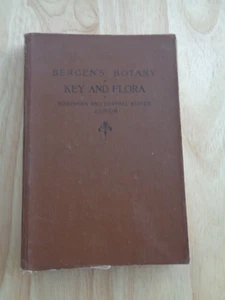 BERGEN'S BOTANY
KEY AND FLORA
NORTHERN AND CENTRAL STATES
EDITION